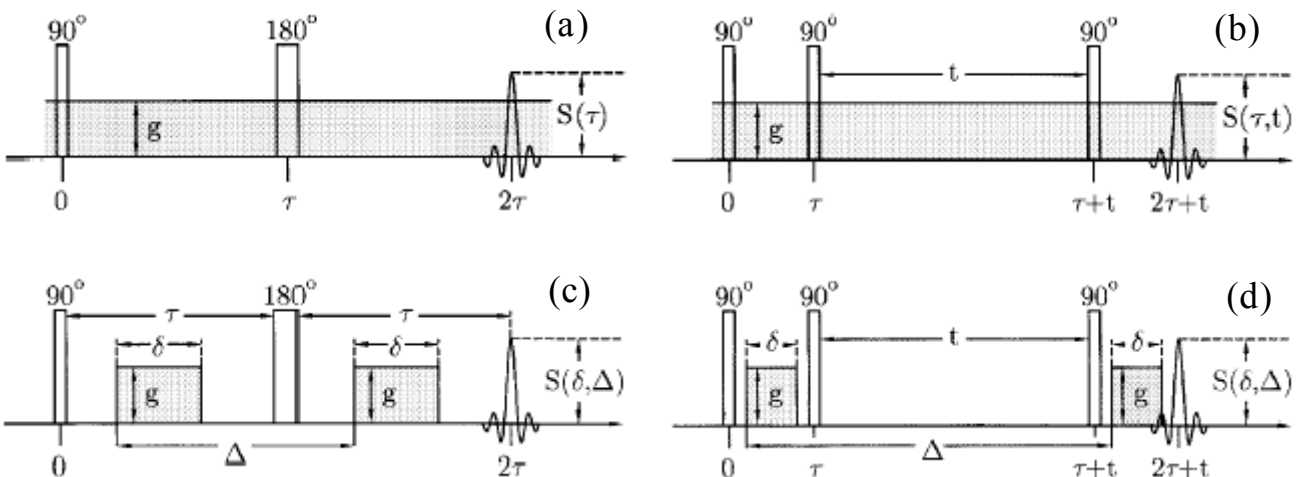 90° 180° (a)
g
S(τ)
0 τ 2τ
90° 90° 90° (b)
t
g
S(τ,t)
0 τ τ+t 2τ+t
90° 180° (c)
τ τ
δ δ
g g
S(δ,Δ)
Δ
0 2τ
90° 90° 90° (d)
δ t δ
g g
S(δ,Δ)
0 τ Δ τ+t 2τ+t